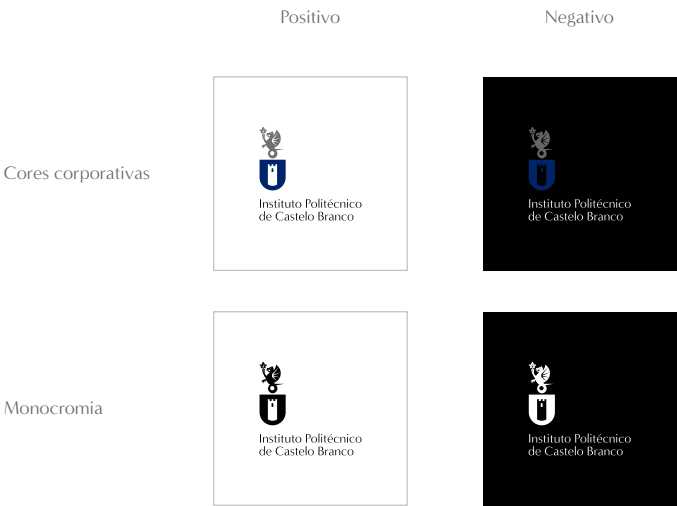 Positivo
Negativo
Cores corporativas
Instituto Politécnico
de Castelo Branco
Instituto Politécnico
de Castelo Branco
Monocromia
Instituto Politécnico
de Castelo Branco
Instituto Politécnico
de Castelo Branco